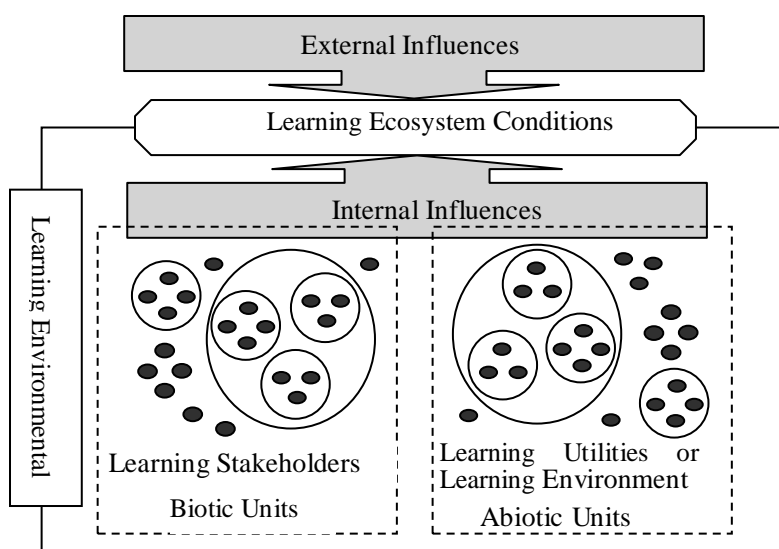 External Influences
Learning Ecosystem Conditions
Internal Influences
Learning Environmental
Learning Stakeholders
Biotic Units
Learning Utilities or
Learning Environment
Abiotic Units